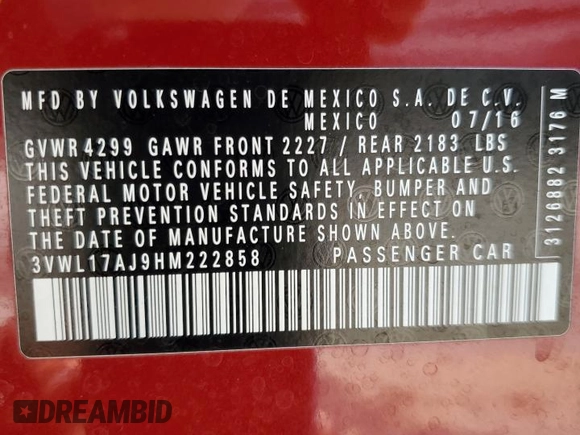 MFD BY VOLKSWAGEN DE MEXICO S.A. DE C.V.
MEXICO 07/16
GVWR 4299 GAWR FRONT 2227 / REAR 2183 LBS
THIS VEHICLE CONFORMS TO ALL APPLICABLE U.S.
FEDERAL MOTOR VEHICLE SAFETY, BUMPER AND
THEFT PREVENTION STANDARDS IN EFFECT ON
THE DATE OF MANUFACTURE SHOWN ABOVE.
3VWL17AJ9HM222858 PASSENGER CAR
3126882 3176 M
DREAMBID